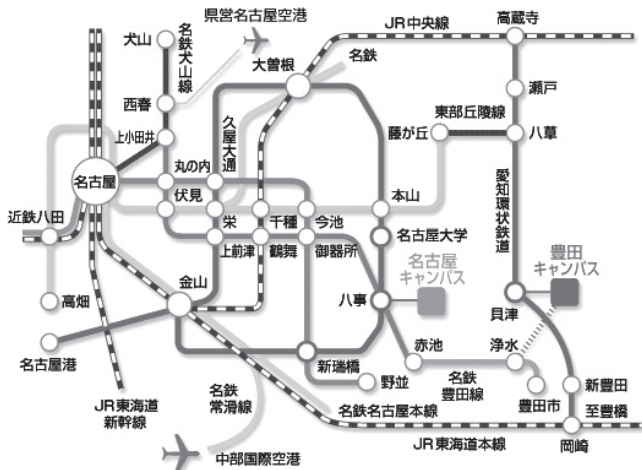 県営名古屋空港
JR中央線
高蔵寺
犬山
名鉄犬山線
大曽根
名鉄
瀬戸
西春
東部丘陵線
上小田井
久屋大通
藤が丘
八草
名古屋
丸の内
伏見
本山
愛知環状鉄道
近鉄八田
栄
千種
今池
名古屋大学
上前津
鶴舞
御器所
名古屋
キャンパス
豊田
キャンパス
高畑
金山
八事
貝津
名古屋港
新瑞橋
赤池
浄水
野並
名鉄
豊田線
新豊田
豊田市
JR東海道
新幹線
名鉄
常滑線
名鉄名古屋本線
至豊橋
JR東海道本線
岡崎
中部国際空港